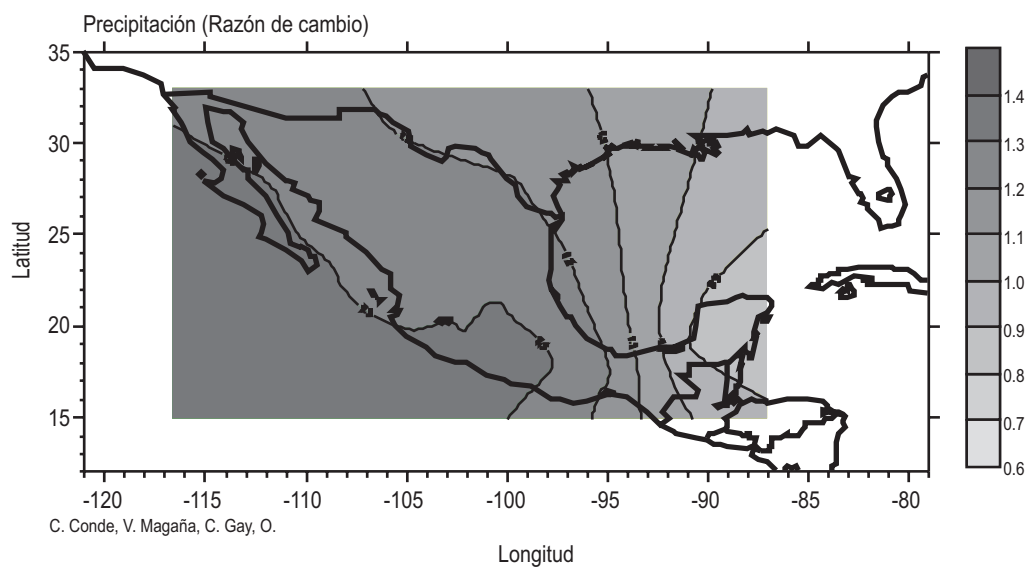 Precipitación (Razón de cambio)
35
30
25
20
15
Latitud
-120 -115 -110 -105 -100 -95 -90 -85 -80
Longitud
C. Conde, V. Magaña, C. Gay, O.
1.4
1.3
1.2
1.1
1.0
0.9
0.8
0.7
0.6